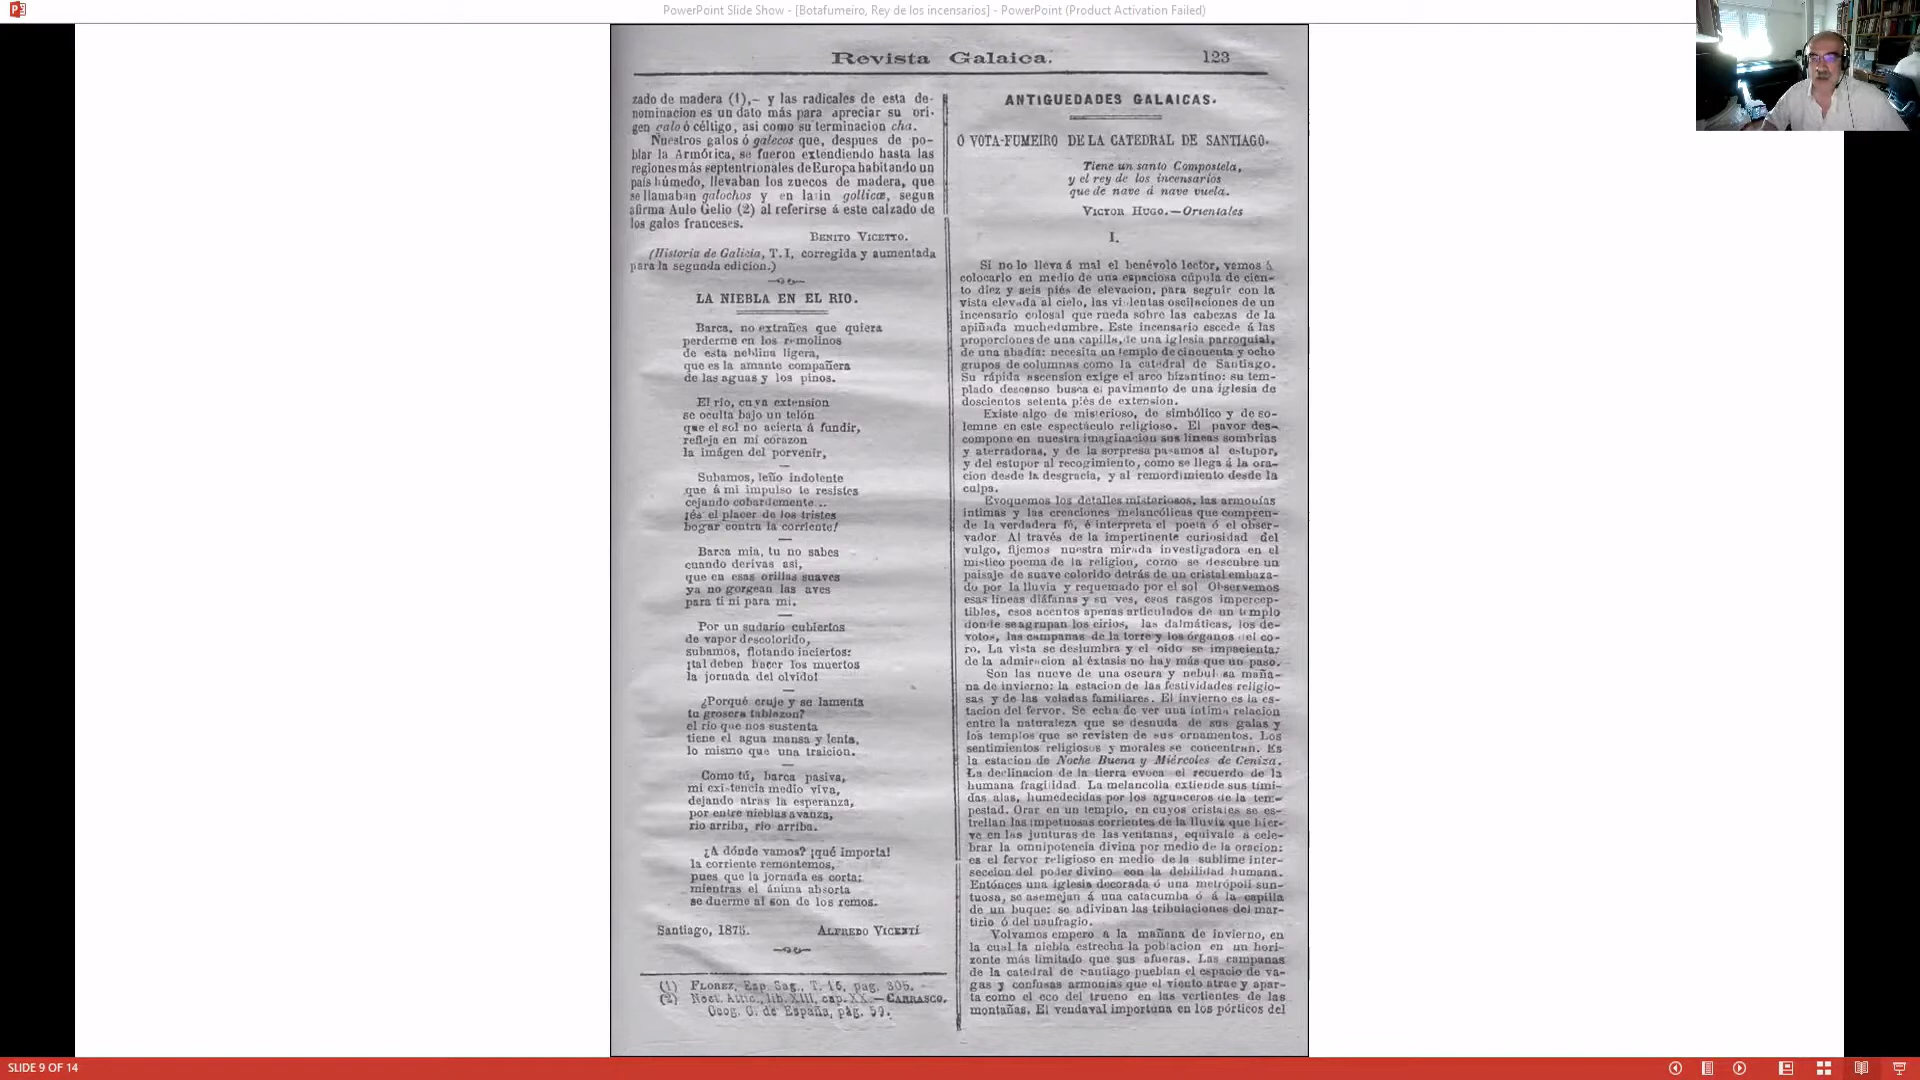 PowerPoint Slide Show - [Botafumeiro, Rey de los incensarios] - PowerPoint (Product Activation Failed)
Revista Galaica.
123
zado de madera (1),— y las radicales de esta de-
nominacion es un dato más para apreciar su orí-
gen galo ó céltigo, asi como su terminacion cha.
Nuestros galos ó galecos que, despues de po-
blar la Armórica, se fueron extendiendo hasta las
regiones más septentrionales de Europa habitando un
país húmedo, llevaban los zuecos de madera, que
se llamaban galochos y en latin gollicæ, segun
afirma Aulo Gelio (2) al referirse á este calzado de
los galos franceses.
BENITO VICETTO.
(Historia de Galicia, T. I, corregida y aumentada
para la segunda edicion.)
LA NIEBLA EN EL RIO.
Barca, no extrañes que quiera
perderme en los remolinos
de esta neblina ligera,
que es la amante compañera
de las aguas y los pinos.
El rio, cuya extension
se oculta bajo un telón
que el sol no acierta á fundir,
refleja en mi corazon
la imágen del porvenir,
Subamos, leño indolente
que á mi impulso te resistes
cejando cobardemente...
¡és el placer de los tristes
bogar contra la corriente!
Barca mia, tu no sabes
cuando derivas asi,
que en esas orillas suaves
ya no gorgean las aves
para ti ni para mi.
Por un sudario cubiertos
de vapor descolorido,
subamos, flotando inciertos:
¡tal deben hacer los muertos
la jornada del olvido!
¿Porqué cruje y se lamenta
tu grosera tablazon?
el rio que nos sustenta
tiene el agua mansa y lenta,
lo mismo que una traicion.
Como tú, barca pasiva,
mi existencia medio viva,
dejando atras la esperanza,
por entre nieblas avanza,
rio arriba, rio arriba.
¿A dónde vamos? ¡qué importa!
la corriente remontemos,
pues que la jornada es corta;
mientras el ánima absorta
se duerme al son de los remos.
Santiago, 1875. ALFREDO VICENTI
(1) FLOREZ, Esp. Sag., T. 15, pag. 305.
(2) Noct. Attic., lib. XIII, cap. XX.—CARRASCO.
Geog. G. de España, pág. 59.
ANTIGUEDADES GALAICAS.
O VOTA-FUMEIRO DE LA CATEDRAL DE SANTIAGO.
Tiene un santo Compostela,
y el rey de los incensarios
que de nave á nave vuela.
VICTOR HUGO.—Orientales
I.
Si no lo lleva á mal el benévolo lector, vemos á
colocarlo en medio de una espaciosa cúpula de cien-
to diez y seis piés de elevacion, para seguir con la
vista elevada al cielo, las violentas oscilaciones de un
incensario colosal que rueda sobre las cabezas de la
apiñada muchedumbre. Este incensario escede á las
proporciones de una capilla, de una iglesia parroquial,
de una abadia: necesita un templo de cincuenta y ocho
grupos de columnas como la catedral de Santiago.
Su rápida ascension exige el arco bizantino: su tem-
plado descenso busca el pavimento de una iglesia de
doscientos setenta piés de extension.
Existe algo de misterioso, de simbólico y de so-
lemne en este espectáculo religioso. El pavor des-
compone en nuestra imaginacion sus lineas sombrias
y aterradoras, y de la sorpresa pasamos al estupor,
y del estupor al recogimiento, como se llega á la ora-
cion desde la desgracia, y al remordimiento desde la
culpa.
Evoquemos los detalles misteriosos, las armonías
íntimas y las creaciones melancólicas que compren-
de la verdadera fé, é interpreta el poeta ó el obser-
vador. Al través de la impertinente curiosidad del
vulgo, fijemos nuestra mirada investigadora en el
místico poema de la religion, como se descubre un
paisaje de suave colorido detrás de un cristal embaza-
do por la lluvia y requemado por el sol Observemos
esas líneas diáfanas y su ves, esos rasgos impercep-
tibles, esos acentos apenas articulados de un templo
donde se agrupan los cirios, las dalmáticas, los de-
votos, las campanas de la torre y los órganos del co-
ro. La vista se deslumbra y el oido se impacienta:
de la admiracion al éxtasis no hay más que un paso.
Son las nueve de una oscura y nebulosa maña-
na de invierno: la estacion de las festividades religio-
sas y de las veladas familiares. El invierno es la es-
tacion del fervor. Se echa de ver una íntima relacion
entre la naturaleza que se desnuda de sus galas y
los templos que se revisten de sus ornamentos. Los
sentimientos religiosos y morales se concentran. Es
la estacion de Noche Buena y Miércoles de Ceniza.
La declinacion de la tierra evoca el recuerdo de la
humana fragilidad. La melancolia extiende sus tími-
das alas, humedecidas por los aguaceros de la tem-
pestad. Orar en un templo, en cuyos cristales se es-
trellan las impetuosas corrientes de la lluvia que hier-
ve en las junturas de las ventanas, equivale á cele-
brar la omnipotencia divina por medio de la oracion:
es el fervor religioso en medio de la sublime inter-
seccion del poder divino con la debilidad humana.
Entónces una iglesia decorada ó una metrópoli sun-
tuosa, se asemejan á una catacumba ó á la capilla
de un buque: se adivinan las tribulaciones del mar-
tirio ó del naufragio.
Volvamos empero a la mañana de invierno, en
la cual la niebla estrecha la poblacion en un hori-
zonte más limitado que sus afueras. Las campanas
de la catedral de Santiago pueblan el espacio de va-
gas y confusas armonias que el viento atrae y apar-
ta como el eco del trueno en las vertientes de las
montañas. El vendaval importuna en los pórticos del
SLIDE 9 OF 14